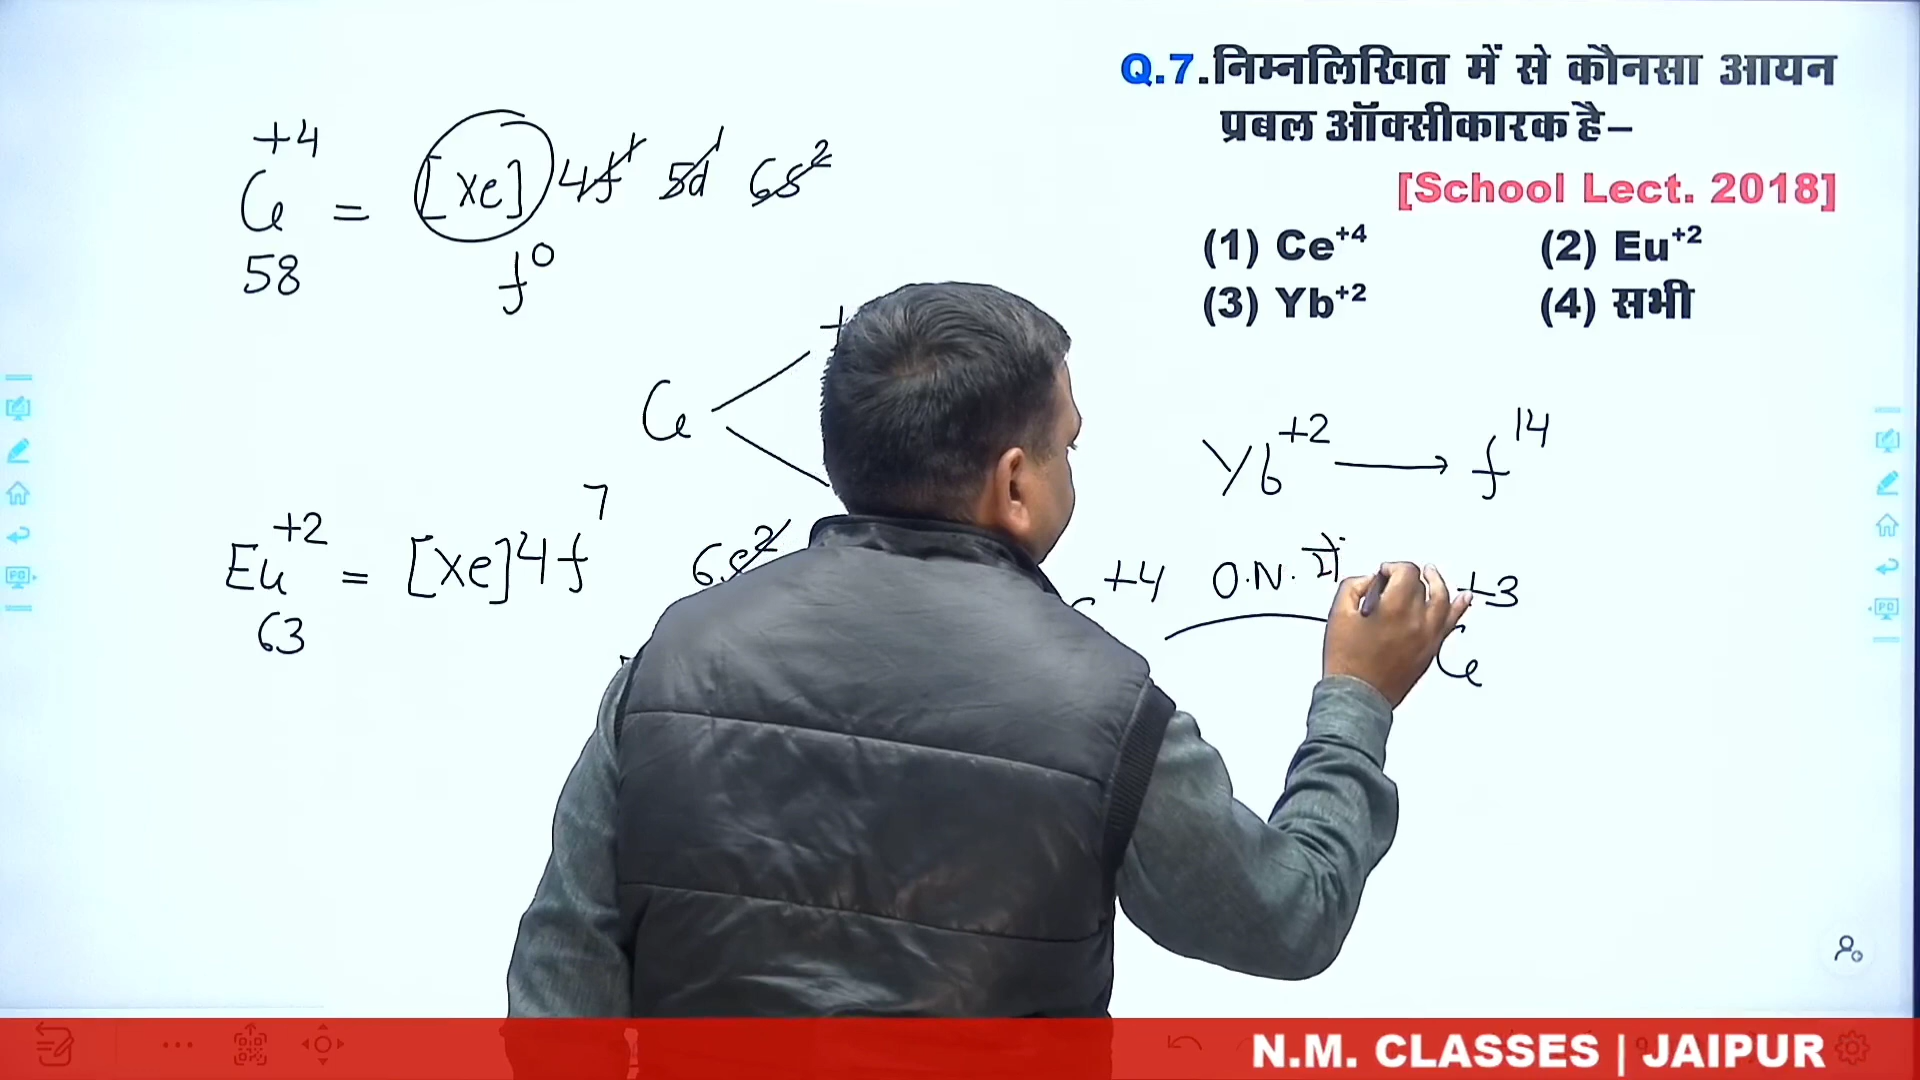 Q.7.निम्नलिखित में से कौनसा आयन
प्रबल ऑक्सीकारक है–
[School Lect. 2018]
(1) Ce+4 (2) Eu+2
(3) Yb+2 (4) सभी
+4
Ce = [xe] 4f1 5d1 6s2
58 f0
Ce
Yb+2 → f14
Eu+2 = [xe]4f7 6s2
63
+4 O.N. +3
Ce
N.M. CLASSES | JAIPUR